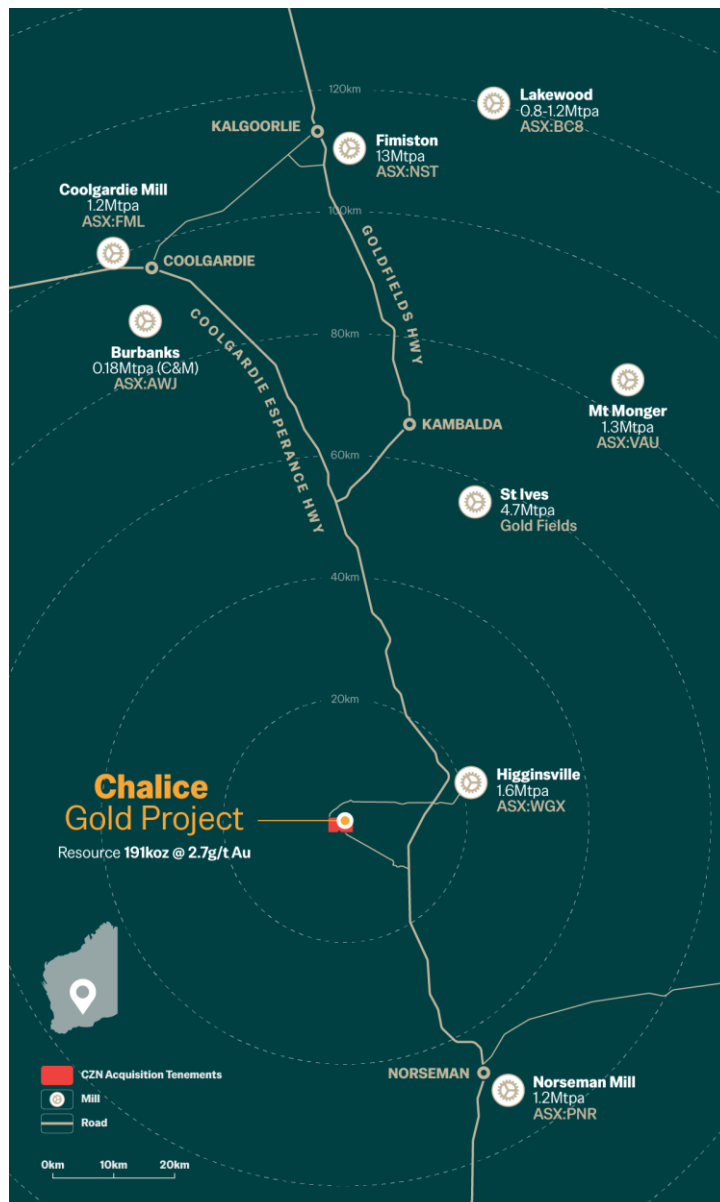 120km
Lakewood
0.8-1.2Mtpa
ASX:BC8
KALGOORLIE
Fimiston
13Mtpa
ASX:NST
Coolgardie Mill
1.2Mtpa
ASX:FML
100km
COOLGARDIE
GOLDFIELDS HWY
COOLGARDIE ESPERANCE HWY
Burbanks
0.18Mtpa (C&M)
ASX:AWJ
80km
Mt Monger
1.3Mtpa
ASX:VAU
KAMBALDA
60km
St Ives
4.7Mtpa
Gold Fields
40km
20km
Higginsville
1.6Mtpa
ASX:WGX
Chalice
Gold Project
Resource 191koz @ 2.7g/t Au
NORSEMAN
Norseman Mill
1.2Mtpa
ASX:PNR
CZN Acquisition Tenements
Mill
Road
0km 10km 20km